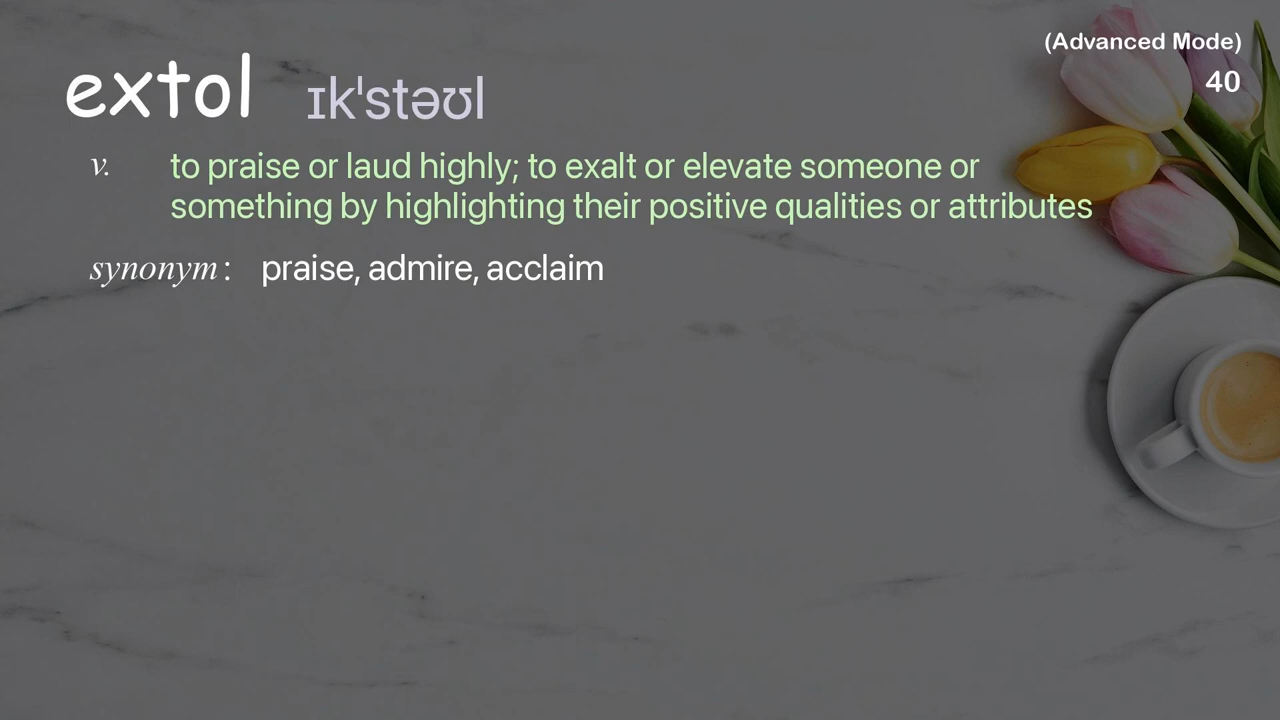 (Advanced Mode)
40
extol ɪkˈstəʊl
v. to praise or laud highly; to exalt or elevate someone or
something by highlighting their positive qualities or attributes
synonym : praise, admire, acclaim